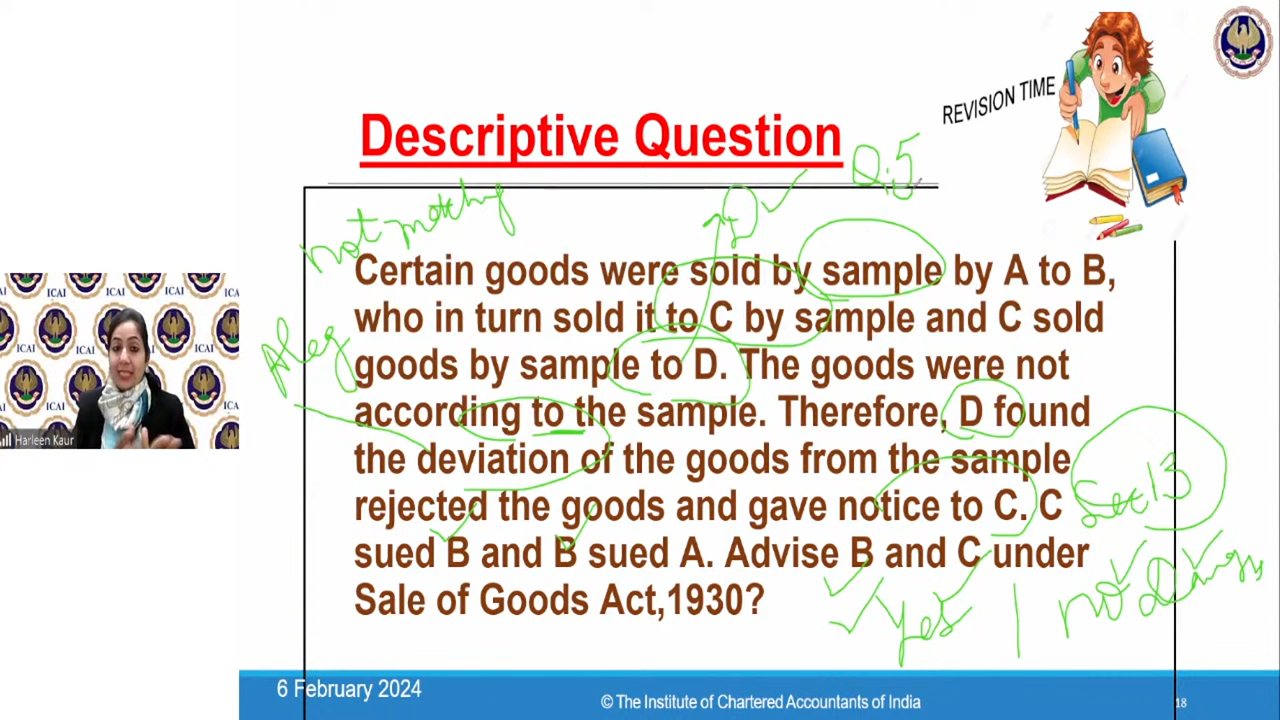 REVISION TIME
Descriptive Question
Q.5
not matching
D
Certain goods were sold by sample by A to B,
who in turn sold it to C by sample and C sold
goods by sample to D. The goods were not
according to the sample. Therefore, D found
the deviation of the goods from the sample
rejected the goods and gave notice to C. C
Sec 13
sued B and B sued A. Advise B and C under
Sale of Goods Act,1930?
Yes | no
ICAI
ICAI
ICAI
ICAI
Harleen Kaur
6 February 2024
© The Institute of Chartered Accountants of India
18